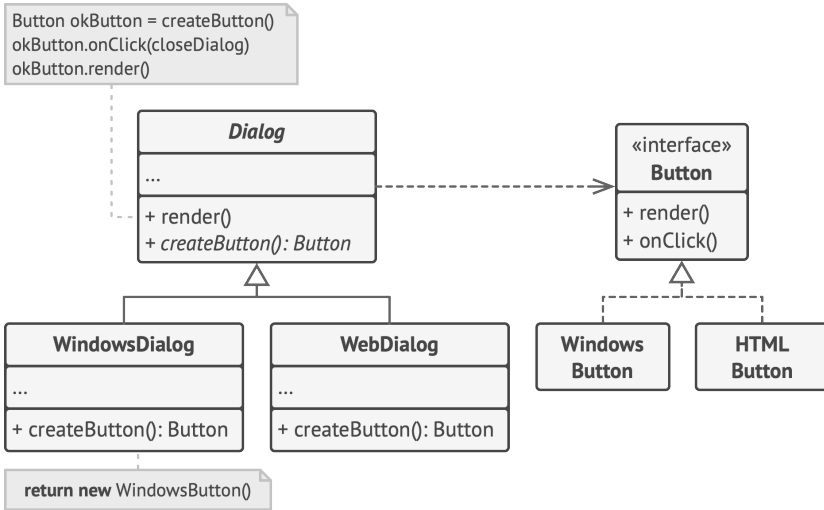 Button okButton = createButton()
okButton.onClick(closeDialog)
okButton.render()
Dialog
...
+ render()
+ createButton(): Button
«interface»
Button
+ render()
+ onClick()
WindowsDialog
...
+ createButton(): Button
WebDialog
...
+ createButton(): Button
Windows
Button
HTML
Button
return new WindowsButton()